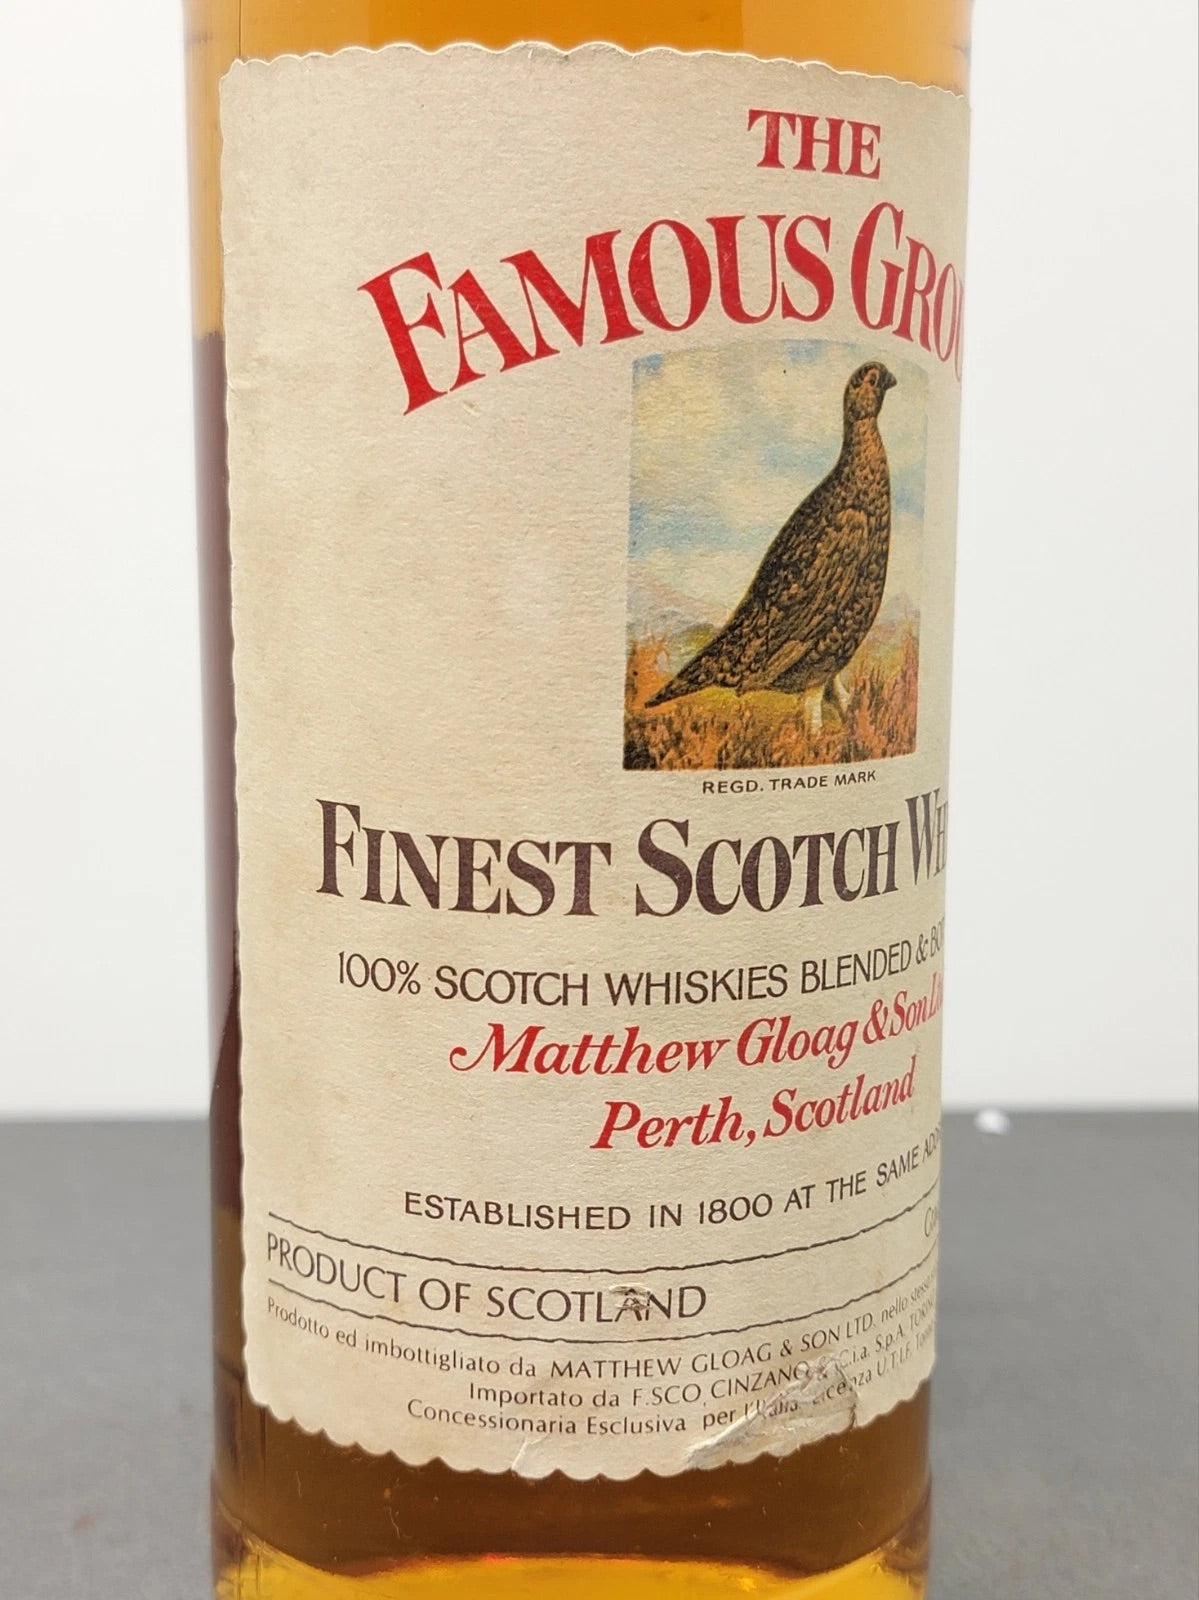 THE
FAMOUS
REGD. TRADE MARK
FINEST SCOTCH
100% SCOTCH WHISKIES BLENDED &
Matthew Gloag & Son
Perth, Scotland
ESTABLISHED IN 1800 AT THE SAME
PRODUCT OF SCOTLAND
Prodotto ed imbottigliato da MATTHEW GLOAG & SON LTD. nello
Importato da F.SCO CINZANO & C.i.a. S.p.A.
Concessionaria Esclusiva per U.T.I.F.